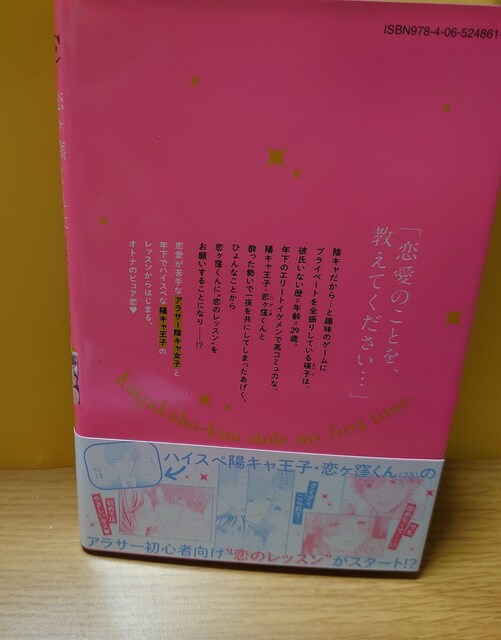 ISBN978-4-06-524861-
「恋愛のことを、
教えてください…」
陰キャだから…と趣味のゲームに
プライベートを全振りしている瑛子は、
彼氏いない歴=年齢=29歳。
年下のエリートイケメンで高コミュ力な、
陽キャ王子・恋ヶ窪くんと
酔った勢いで一夜を共にしてしまったあげく、
ひょんなことから
恋ヶ窪くんに“恋のレッスン”を
お願いすることになり——!?
恋愛が苦手なアラサー陰キャ女子と
年下でハイスペな陽キャ王子の
レッスンからはじまる、
オトナのピュア恋♥
Koigakubo-kun stole my first time.
ハイスペ陽キャ王子・恋ヶ窪くん(23)の
アラサー初心者向け“恋のレッスン”がスタート!?